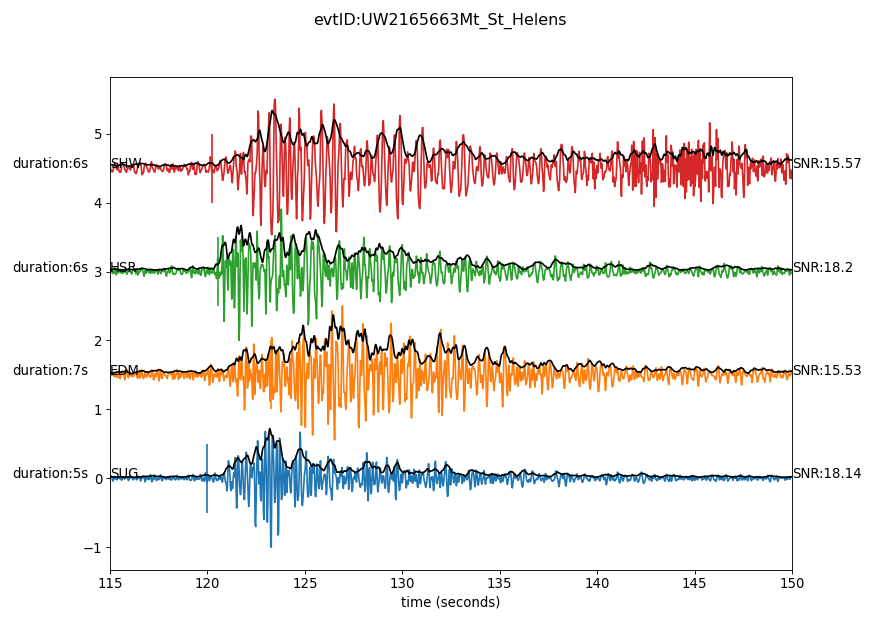 evtID:UW2165663Mt_St_Helens
5
duration:6s SHW SNR:15.57
4
duration:6s HSR SNR:18.2
3
2
duration:7s EDM SNR:15.53
1
duration:5s SUG SNR:18.14
0
−1
115 120 125 130 135 140 145 150
time (seconds)